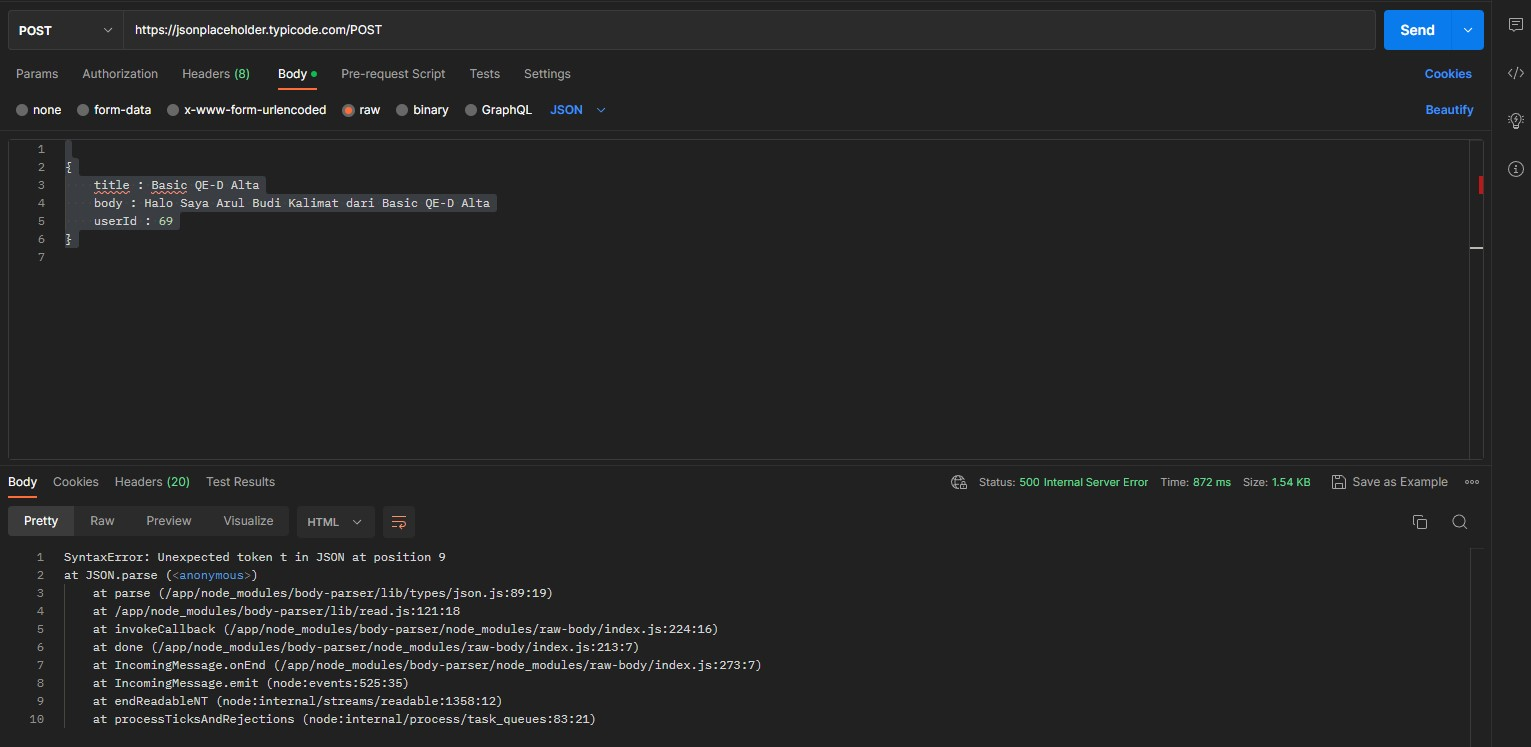 POST https://jsonplaceholder.typicode.com/POST Send
Params Authorization Headers (8) Body Pre-request Script Tests Settings Cookies
none form-data x-www-form-urlencoded raw binary GraphQL JSON Beautify
1
2 {
3 title : Basic QE-D Alta
4 body : Halo Saya Arul Budi Kalimat dari Basic QE-D Alta
5 userId : 69
6 }
7
Body Cookies Headers (20) Test Results Status: 500 Internal Server Error Time: 872 ms Size: 1.54 KB Save as Example
Pretty Raw Preview Visualize HTML
1 SyntaxError: Unexpected token t in JSON at position 9
2 at JSON.parse (<anonymous>)
3 at parse (/app/node_modules/body-parser/lib/types/json.js:89:19)
4 at /app/node_modules/body-parser/lib/read.js:121:18
5 at invokeCallback (/app/node_modules/body-parser/node_modules/raw-body/index.js:224:16)
6 at done (/app/node_modules/body-parser/node_modules/raw-body/index.js:213:7)
7 at IncomingMessage.onEnd (/app/node_modules/body-parser/node_modules/raw-body/index.js:273:7)
8 at IncomingMessage.emit (node:events:525:35)
9 at endReadableNT (node:internal/streams/readable:1358:12)
10 at processTicksAndRejections (node:internal/process/task_queues:83:21)